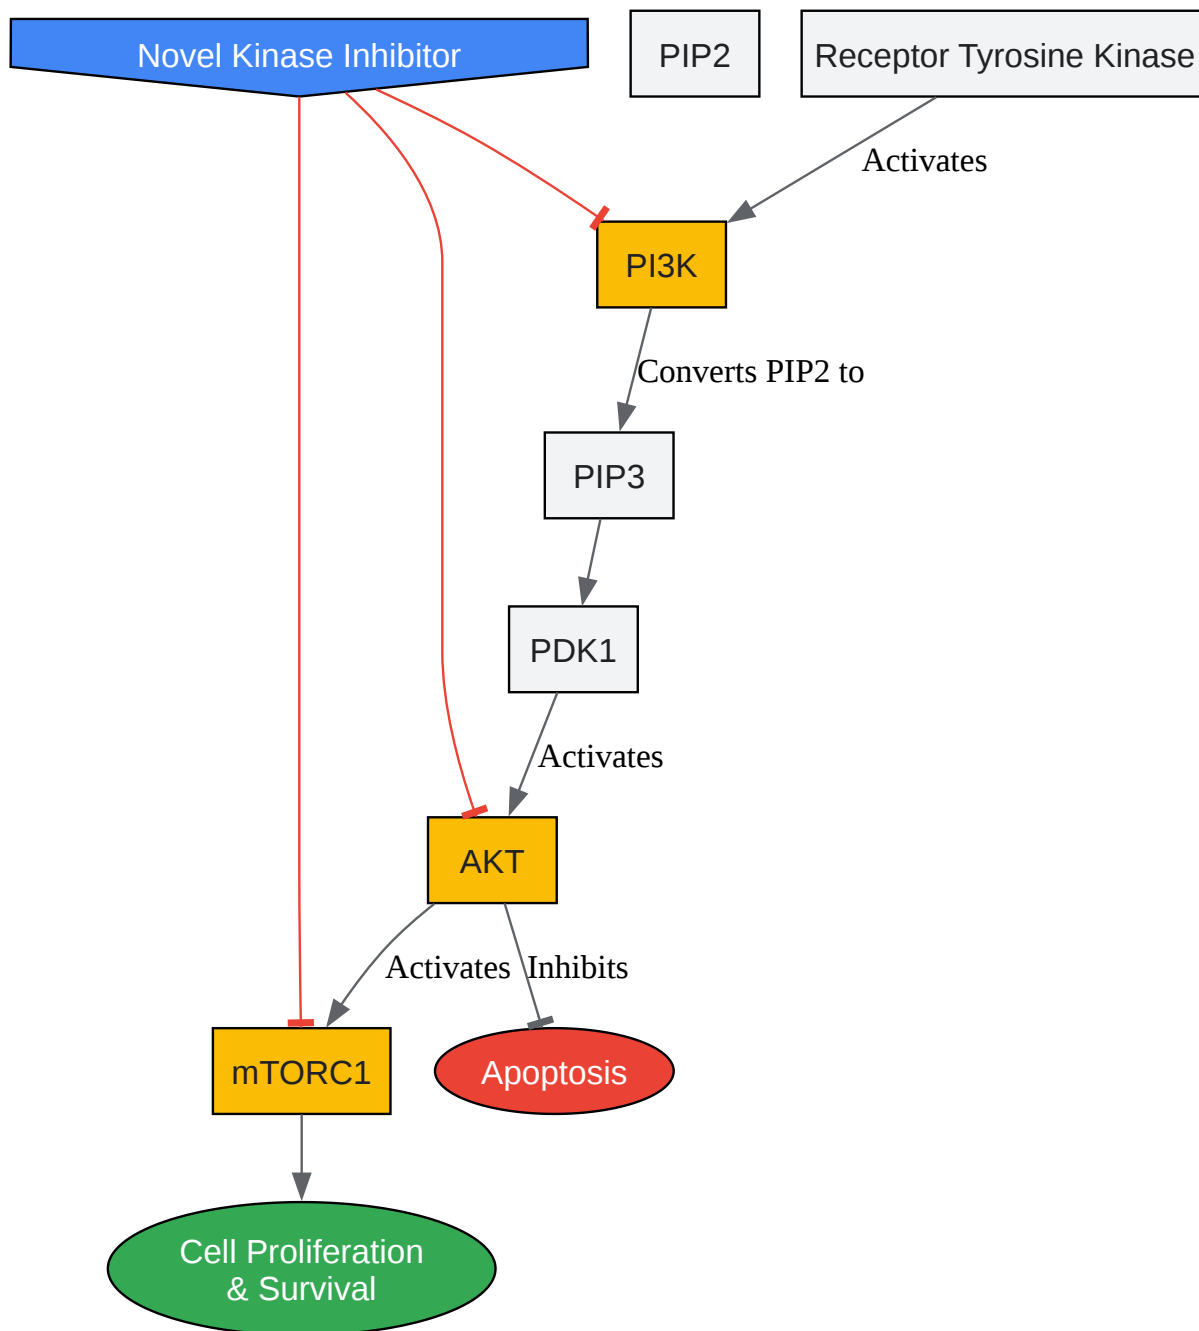 Novel Kinase Inhibitor
PIP2
Receptor Tyrosine Kinase
Activates
PI3K
Converts PIP2 to
PIP3
PDK1
Activates
AKT
Activates
Inhibits
mTORC1
Apoptosis
Cell Proliferation
& Survival